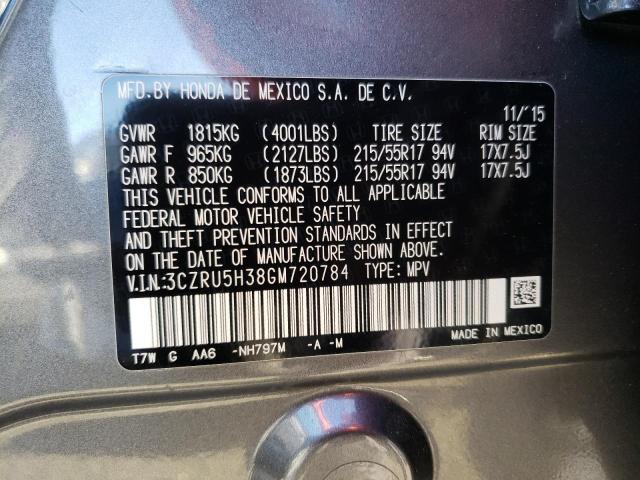 MFD.BY HONDA DE MEXICO S.A. DE C.V.
11/'15
GVWR 1815KG (4001LBS) TIRE SIZE RIM SIZE
GAWR F 965KG (2127LBS) 215/55R17 94V 17X7.5J
GAWR R 850KG (1873LBS) 215/55R17 94V 17X7.5J
THIS VEHICLE CONFORMS TO ALL APPLICABLE
FEDERAL MOTOR VEHICLE SAFETY
AND THEFT PREVENTION STANDARDS IN EFFECT
ON THE DATE OF MANUFACTURE SHOWN ABOVE.
V.I.N.:3CZRU5H38GM720784 TYPE: MPV
MADE IN MEXICO
T7W G AA6 -NH797M -A -M